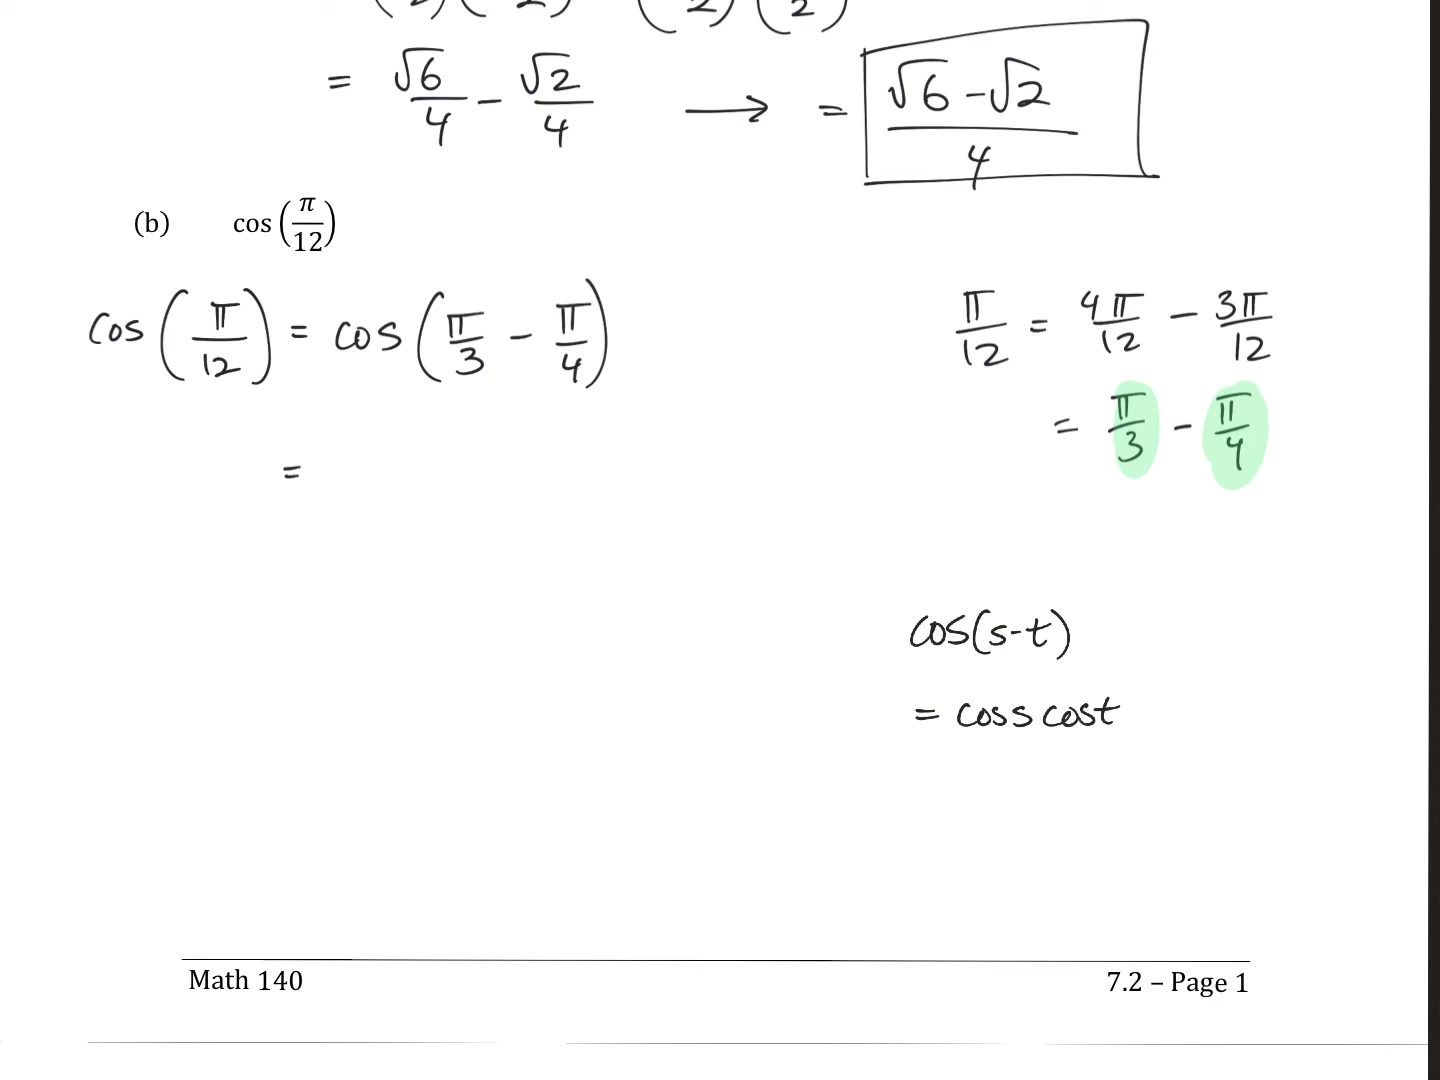 = √6/4 - √2/4 ⟶ = (√6 - √2)/4
(b) cos(π/12)
cos(π/12) = cos(π/3 - π/4)
π/12 = 4π/12 - 3π/12
= π/3 - π/4
=
cos(s-t)
= cos s cos t
Math 140
7.2 – Page 1